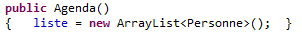 public Agenda()
{   liste = new ArrayList<Personne>();  }